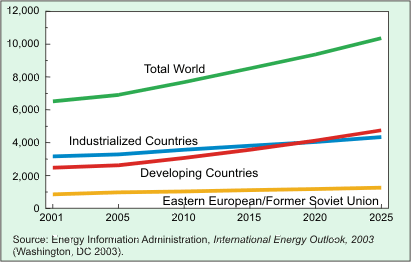 12,000
10,000
Total World
8,000
6,000
4,000
Industrialized Countries
Developing Countries
2,000
Eastern European/Former Soviet Union
0
2001 2005 2010 2015 2020 2025
Source: Energy Information Administration, International Energy Outlook, 2003
(Washington, DC 2003).